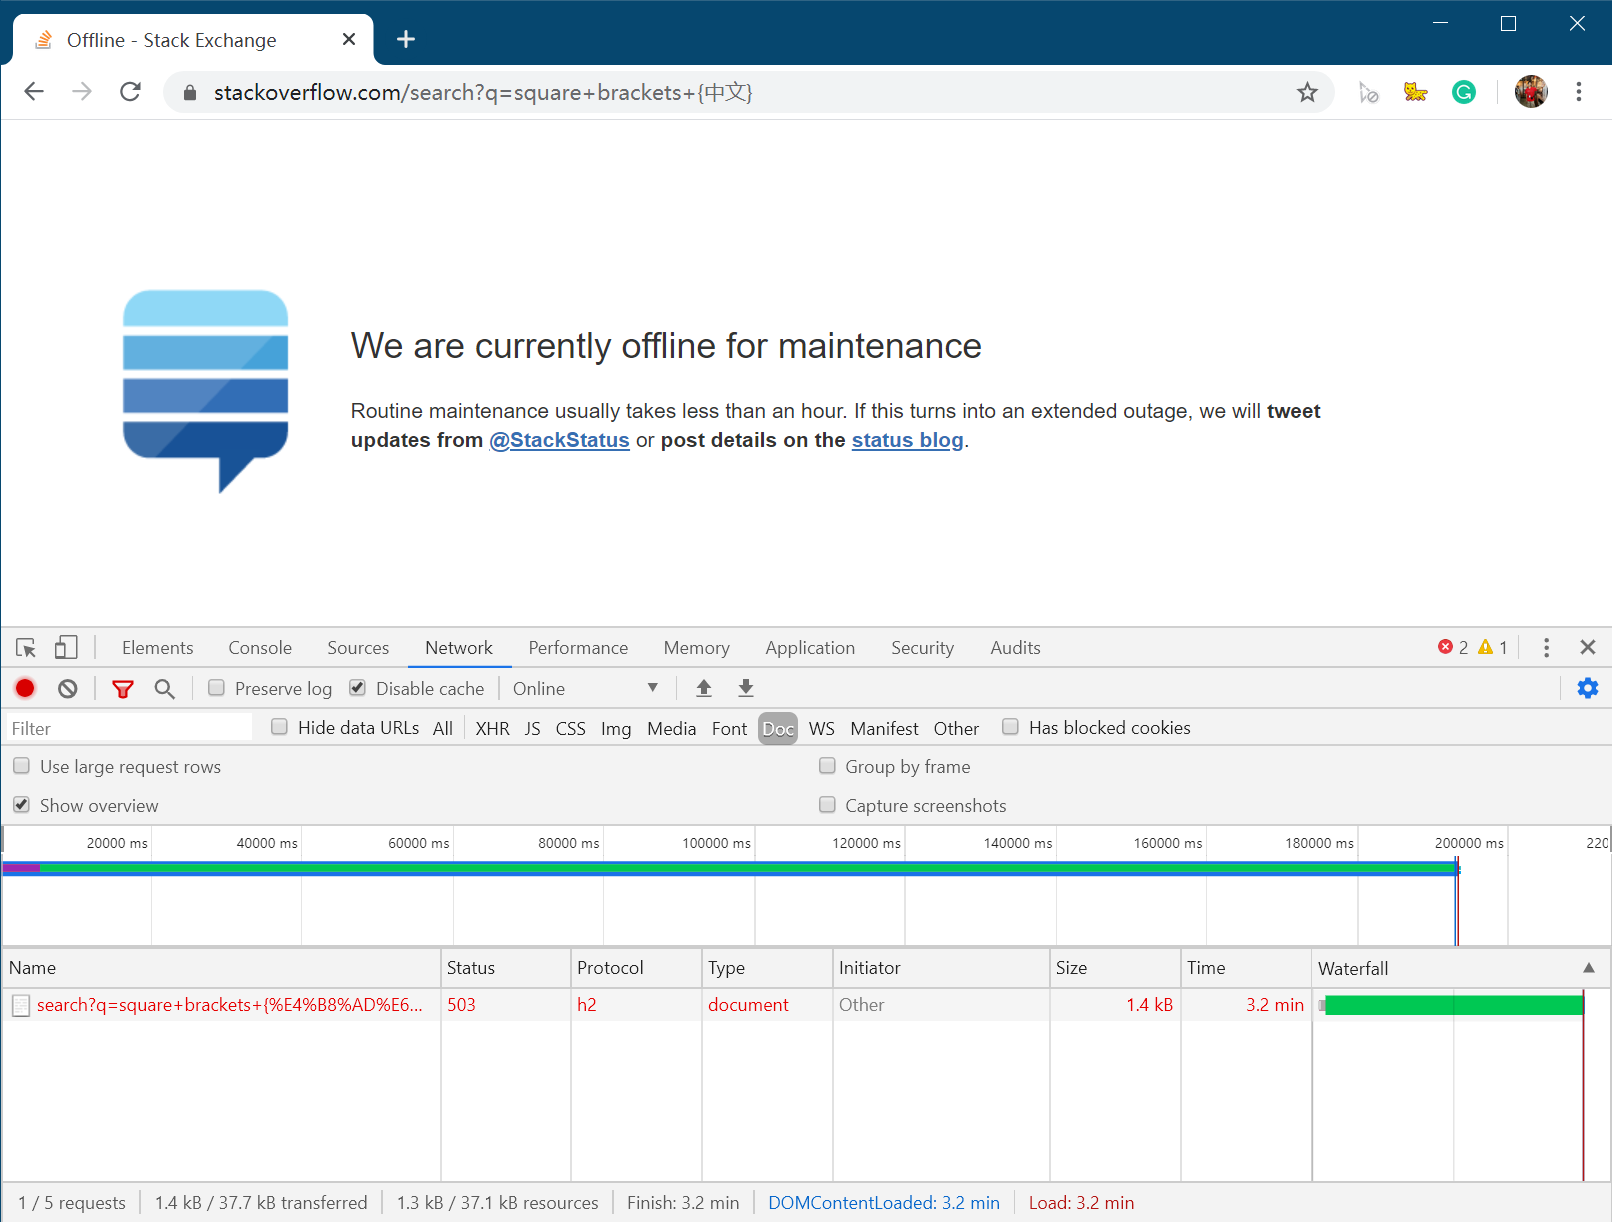 Offline - Stack Exchange
stackoverflow.com/search?q=square+brackets+{中文}
We are currently offline for maintenance
Routine maintenance usually takes less than an hour. If this turns into an extended outage, we will tweet
updates from @StackStatus or post details on the status blog.
Elements Console Sources Network Performance Memory Application Security Audits 2 1
Preserve log Disable cache Online
Filter Hide data URLs All XHR JS CSS Img Media Font Doc WS Manifest Other Has blocked cookies
Use large request rows Group by frame
Show overview Capture screenshots
20000 ms 40000 ms 60000 ms 80000 ms 100000 ms 120000 ms 140000 ms 160000 ms 180000 ms 200000 ms 220
Name Status Protocol Type Initiator Size Time Waterfall
search?q=square+brackets+{%E4%B8%AD%E6... 503 h2 document Other 1.4 kB 3.2 min
1 / 5 requests 1.4 kB / 37.7 kB transferred 1.3 kB / 37.1 kB resources Finish: 3.2 min DOMContentLoaded: 3.2 min Load: 3.2 min